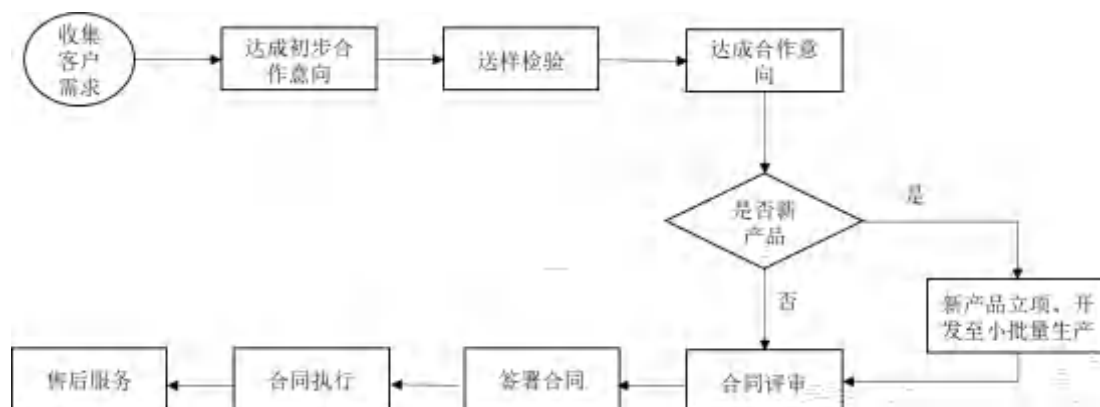 收集
客户
需求
达成初步合
作意向
送样检验
达成合作意
向
是否新
产品
是
否
新产品立项、开
发至小批量生产
合同评审
签署合同
合同执行
售后服务